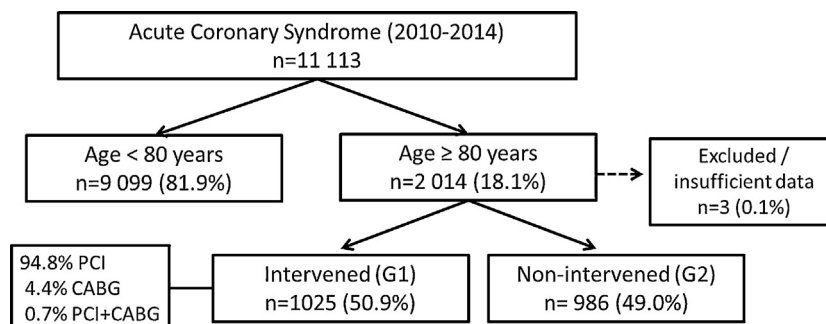 Acute Coronary Syndrome (2010-2014)
n=11 113
Age < 80 years
n=9 099 (81.9%)
Age ≥ 80 years
n=2 014 (18.1%)
Excluded /
insufficient data
n=3 (0.1%)
94.8% PCI
4.4% CABG
0.7% PCI+CABG
Intervened (G1)
n=1025 (50.9%)
Non-intervened (G2)
n= 986 (49.0%)